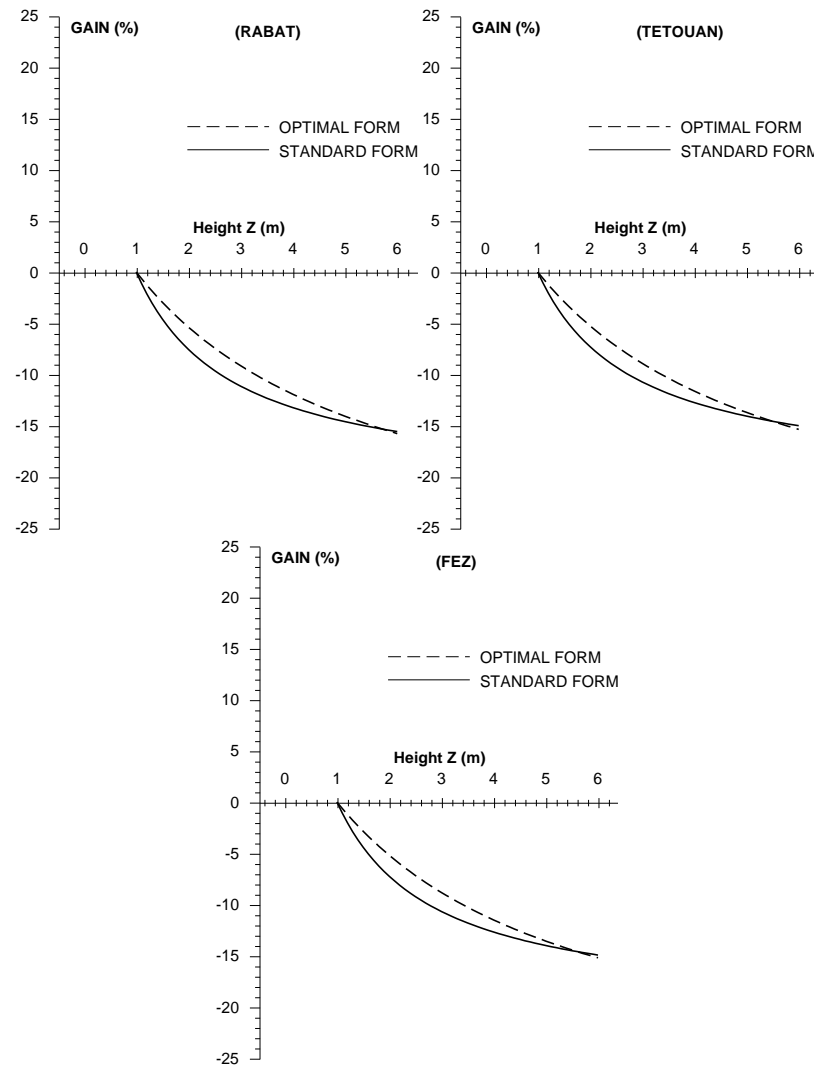 GAIN (%)
(RABAT)
25
20
15
10
5
0
-5
-10
-15
-20
-25
OPTIMAL FORM
STANDARD FORM
Height Z (m)
0 1 2 3 4 5 6
GAIN (%)
(TETOUAN)
25
20
15
10
5
0
-5
-10
-15
-20
-25
OPTIMAL FORM
STANDARD FORM
Height Z (m)
0 1 2 3 4 5 6
GAIN (%)
(FEZ)
25
20
15
10
5
0
-5
-10
-15
-20
-25
OPTIMAL FORM
STANDARD FORM
Height Z (m)
0 1 2 3 4 5 6